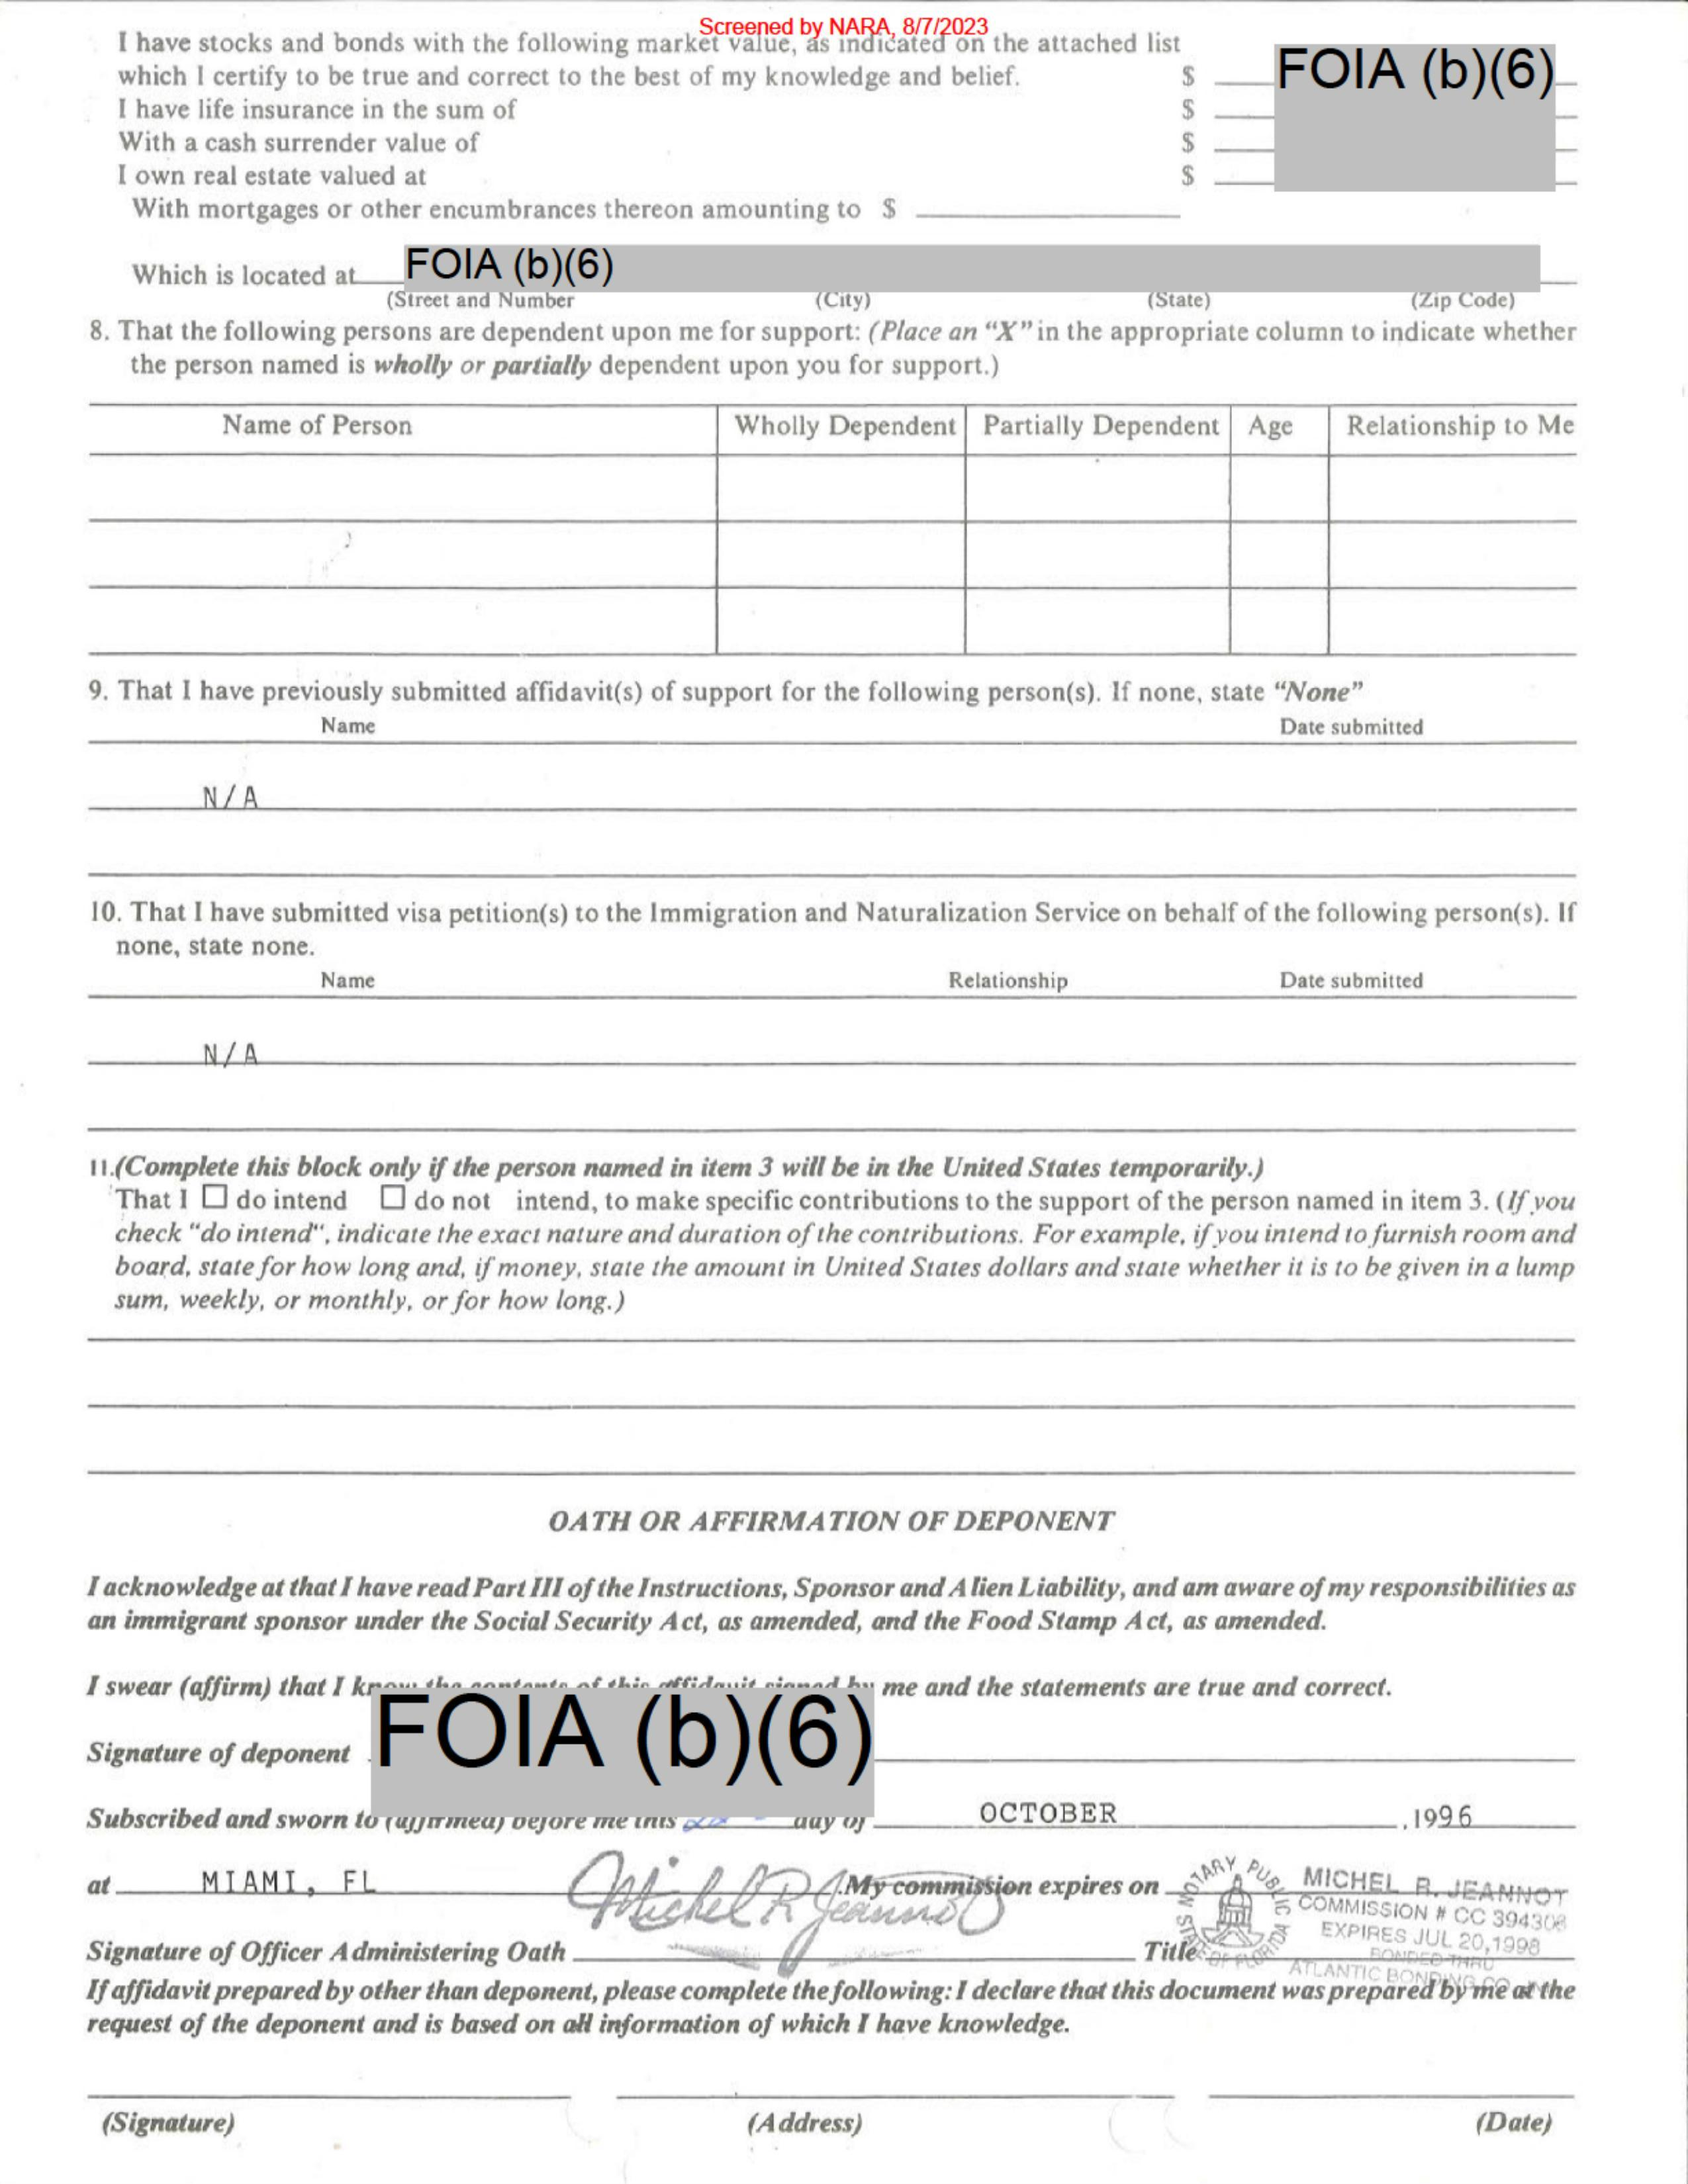 Screened by NARA, 8/7/2023
I have stocks and bonds with the following market value, as indicated on the attached list
which I certify to be true and correct to the best of my knowledge and belief. $ FOIA (b)(6)
I have life insurance in the sum of $
With a cash surrender value of $
I own real estate valued at $
With mortgages or other encumbrances thereon amounting to $
Which is located at FOIA (b)(6)
(Street and Number (City) (State) (Zip Code)
8. That the following persons are dependent upon me for support: (Place an “X” in the appropriate column to indicate whether
the person named is wholly or partially dependent upon you for support.)
Name of Person Wholly Dependent Partially Dependent Age Relationship to Me
9. That I have previously submitted affidavit(s) of support for the following person(s). If none, state “None”
Name Date submitted
N/A
10. That I have submitted visa petition(s) to the Immigration and Naturalization Service on behalf of the following person(s). If
none, state none.
Name Relationship Date submitted
N/A
11.(Complete this block only if the person named in item 3 will be in the United States temporarily.)
That I ☐ do intend ☐ do not intend, to make specific contributions to the support of the person named in item 3. (If you
check "do intend", indicate the exact nature and duration of the contributions. For example, if you intend to furnish room and
board, state for how long and, if money, state the amount in United States dollars and state whether it is to be given in a lump
sum, weekly, or monthly, or for how long.)
OATH OR AFFIRMATION OF DEPONENT
I acknowledge at that I have read Part III of the Instructions, Sponsor and Alien Liability, and am aware of my responsibilities as
an immigrant sponsor under the Social Security Act, as amended, and the Food Stamp Act, as amended.
I swear (affirm) that I know the contents of this affidavit signed by me and the statements are true and correct.
FOIA (b)(6)
Signature of deponent
Subscribed and sworn to (affirmed) before me this day of OCTOBER ,1996
at MIAMI, FL Michel R Jeannot .My commission expires on
NOTARY PUBLIC STATE OF FLORIDA
MICHEL R. JEANNOT
COMMISSION # CC 394308
EXPIRES JUL 20,1998
BONDED THRU
ATLANTIC BONDING CO
Signature of Officer Administering Oath Title
If affidavit prepared by other than deponent, please complete the following: I declare that this document was prepared by me at the
request of the deponent and is based on all information of which I have knowledge.
(Signature) (Address) (Date)